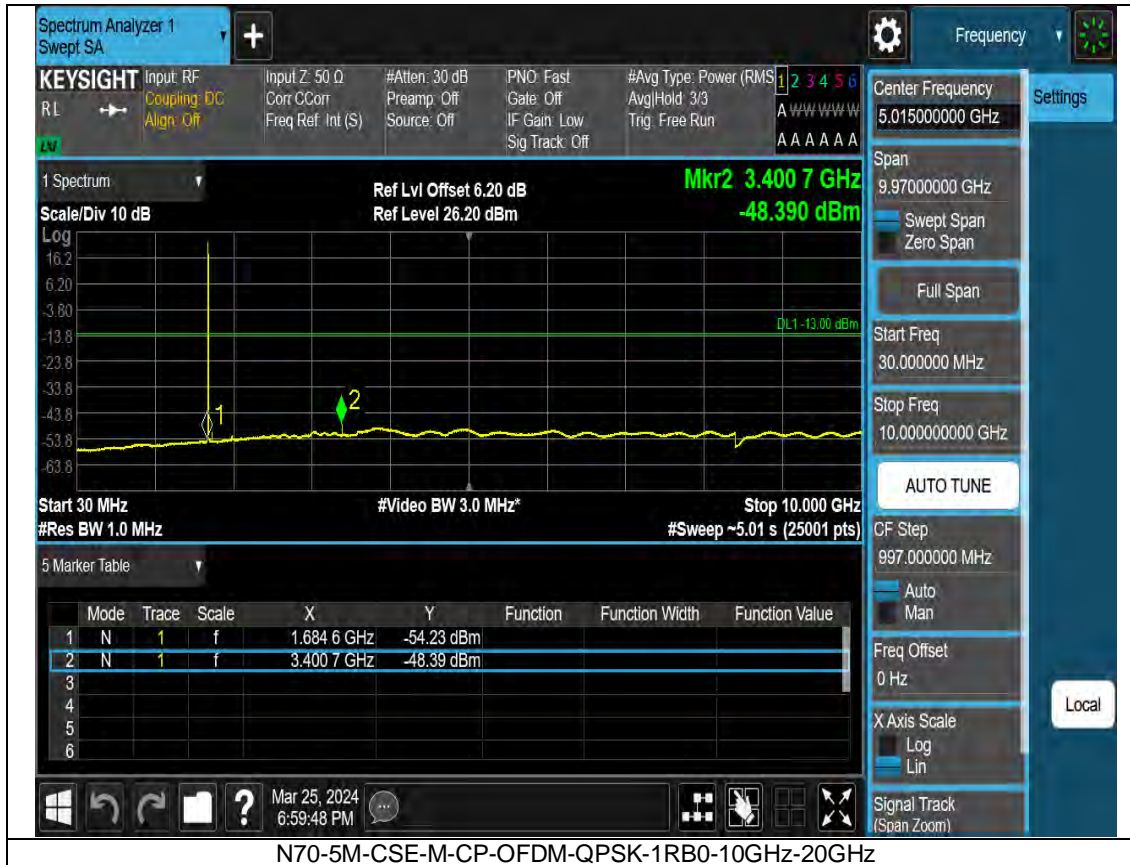 Spectrum Analyzer 1
Swept SA
+
Frequency
KEYSIGHT
RL
LXI
Input: RF
Coupling: DC
Align: Off
Input Z: 50 Ω
Corr CCorr
Freq Ref: Int (S)
#Atten: 30 dB
Preamp: Off
Source: Off
PNO: Fast
Gate: Off
IF Gain: Low
Sig Track: Off
#Avg Type: Power (RMS
Avg|Hold: 3/3
Trig: Free Run
1 2 3 4 5 6
A W W W W W
A A A A A A
1 Spectrum
Scale/Div 10 dB
Ref Lvl Offset 6.20 dB
Ref Level 26.20 dBm
Mkr2 3.400 7 GHz
-48.390 dBm
Log
16.2
6.20
-3.80
-13.8
-23.8
-33.8
-43.8
-53.8
-63.8
DL1 -13.00 dBm
1
2
Start 30 MHz
#Res BW 1.0 MHz
#Video BW 3.0 MHz*
Stop 10.000 GHz
#Sweep ~5.01 s (25001 pts)
5 Marker Table
Mode Trace Scale X Y Function Function Width Function Value
1 N 1 f 1.684 6 GHz -54.23 dBm
2 N 1 f 3.400 7 GHz -48.39 dBm
3
4
5
6
Center Frequency
5.015000000 GHz
Settings
Span
9.97000000 GHz
Swept Span
Zero Span
Full Span
Start Freq
30.000000 MHz
Stop Freq
10.000000000 GHz
AUTO TUNE
CF Step
997.000000 MHz
Auto
Man
Freq Offset
0 Hz
Local
X Axis Scale
Log
Lin
Signal Track
(Span Zoom)
?
Mar 25, 2024
6:59:48 PM
N70-5M-CSE-M-CP-OFDM-QPSK-1RB0-10GHz-20GHz